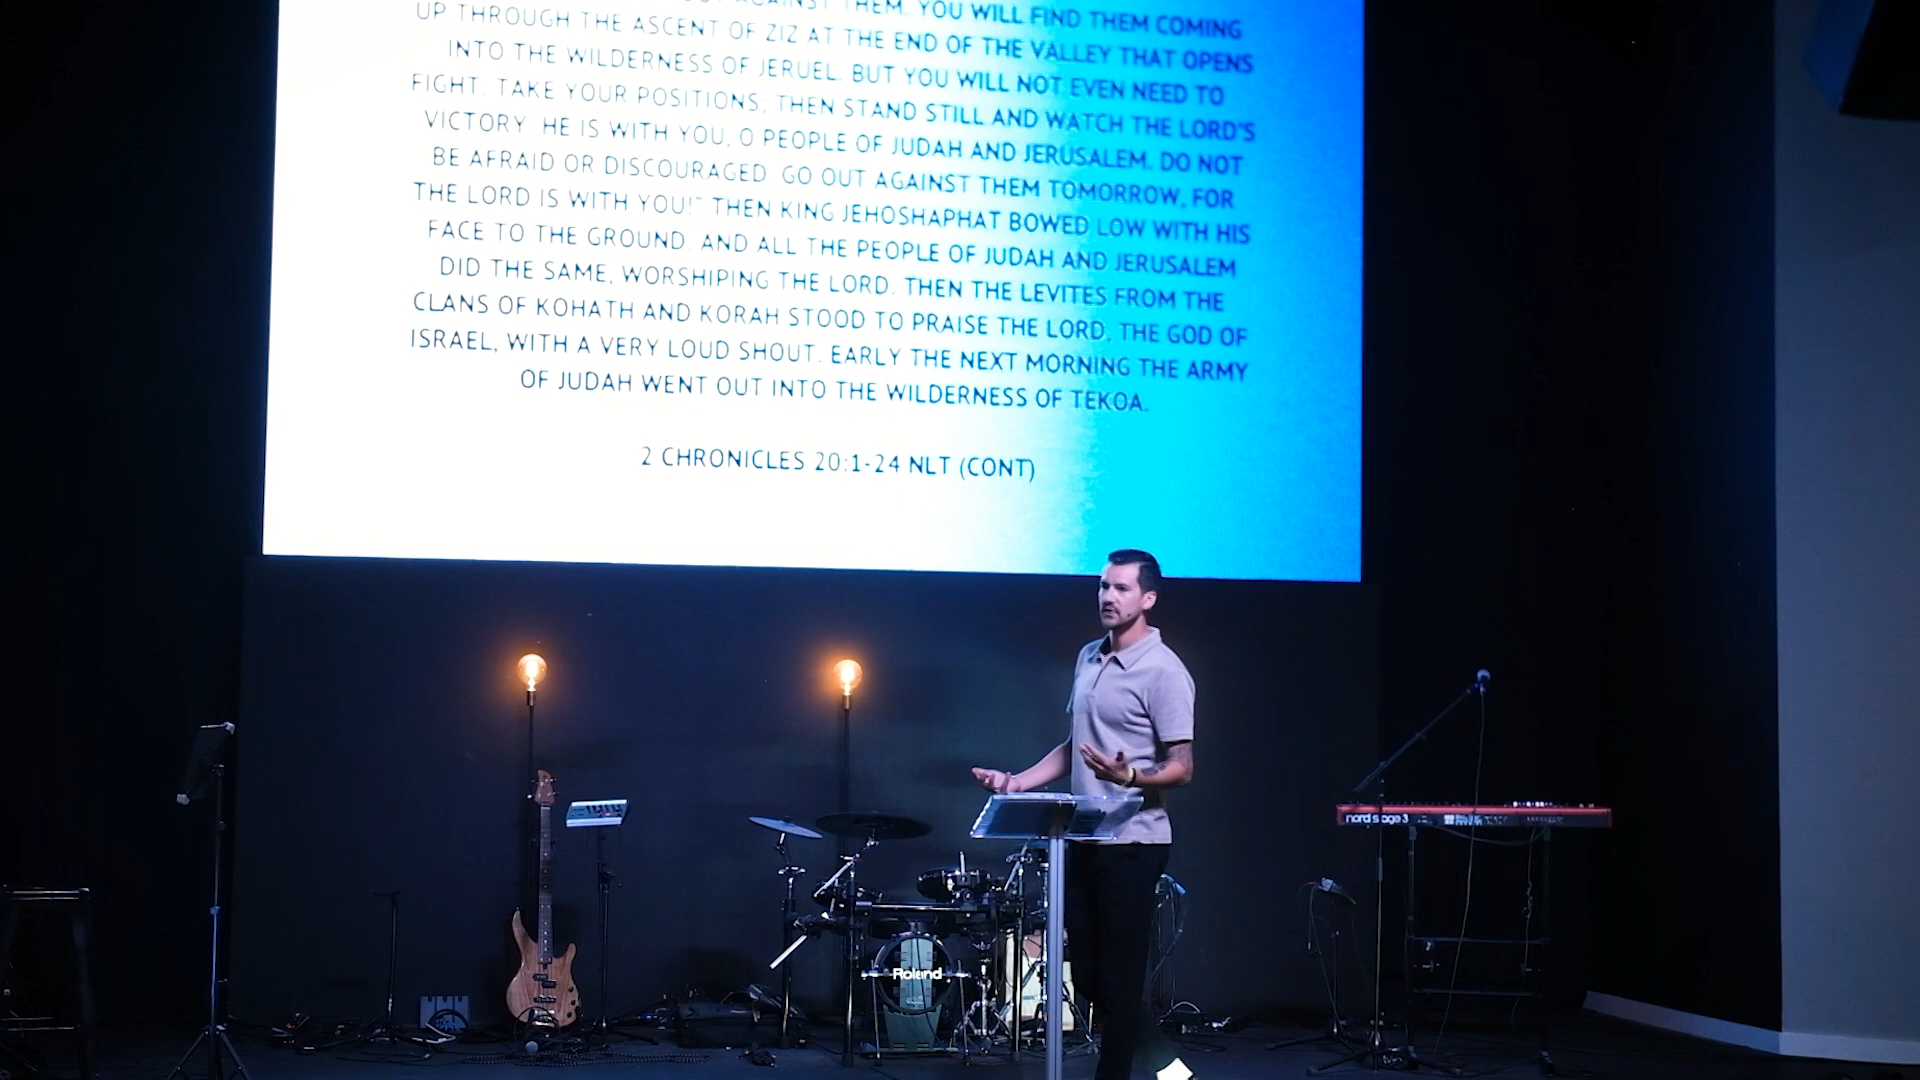 AGAINST THEM. YOU WILL FIND THEM COMING
UP THROUGH THE ASCENT OF ZIZ AT THE END OF THE VALLEY THAT OPENS
INTO THE WILDERNESS OF JERUEL. BUT YOU WILL NOT EVEN NEED TO
FIGHT. TAKE YOUR POSITIONS; THEN STAND STILL AND WATCH THE LORD'S
VICTORY. HE IS WITH YOU, O PEOPLE OF JUDAH AND JERUSALEM. DO NOT
BE AFRAID OR DISCOURAGED. GO OUT AGAINST THEM TOMORROW, FOR
THE LORD IS WITH YOU!" THEN KING JEHOSHAPHAT BOWED LOW WITH HIS
FACE TO THE GROUND. AND ALL THE PEOPLE OF JUDAH AND JERUSALEM
DID THE SAME, WORSHIPING THE LORD. THEN THE LEVITES FROM THE
CLANS OF KOHATH AND KORAH STOOD TO PRAISE THE LORD, THE GOD OF
ISRAEL, WITH A VERY LOUD SHOUT. EARLY THE NEXT MORNING THE ARMY
OF JUDAH WENT OUT INTO THE WILDERNESS OF TEKOA.
2 CHRONICLES 20:1-24 NLT (CONT)
nord stage 3
Roland